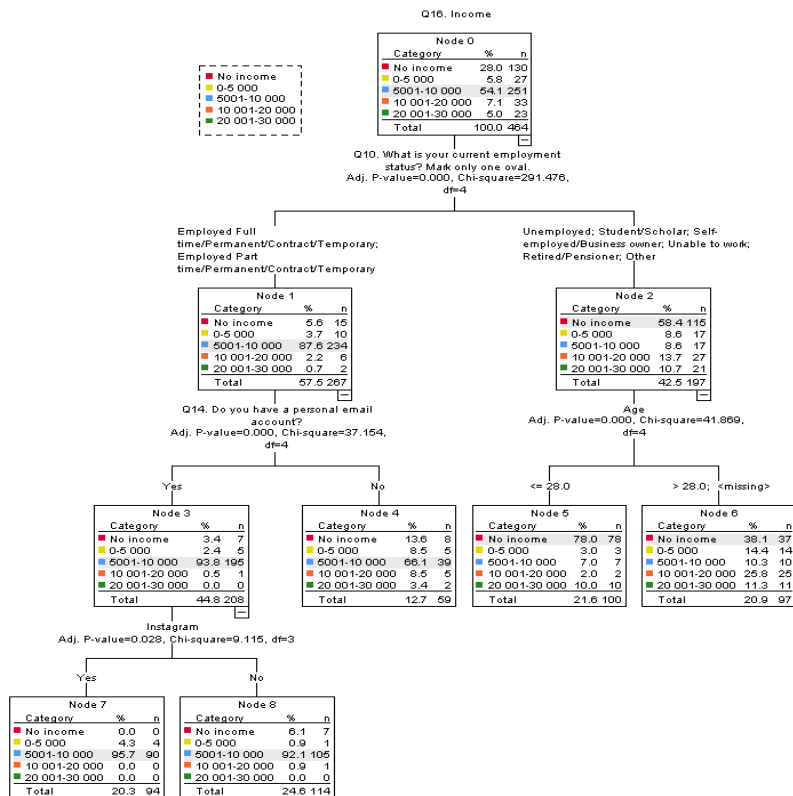 Q16. Income
Node 0
Category % n
No income 28.0 130
0-5 000 5.8 27
5001-10 000 54.1 251
10 001-20 000 7.1 33
20 001-30 000 5.0 23
Total 100.0 464
No income
0-5 000
5001-10 000
10 001-20 000
20 001-30 000
Q10. What is your current employment
status? Mark only one oval.
Adj. P-value=0.000, Chi-square=291.476,
df=4
Employed Full
time/Permanent/Contract/Temporary;
Employed Part
time/Permanent/Contract/Temporary
Unemployed; Student/Scholar; Self-
employed/Business owner; Unable to work;
Retired/Pensioner; Other
Node 1
Category % n
No income 5.6 15
0-5 000 3.7 10
5001-10 000 87.6 234
10 001-20 000 2.2 6
20 001-30 000 0.7 2
Total 57.5 267
Node 2
Category % n
No income 58.4 115
0-5 000 8.6 17
5001-10 000 8.6 17
10 001-20 000 13.7 27
20 001-30 000 10.7 21
Total 42.5 197
Q14. Do you have a personal email
account?
Adj. P-value=0.000, Chi-square=37.154,
df=4
Age
Adj. P-value=0.000, Chi-square=41.869,
df=4
Yes
No
<= 28.0
> 28.0; <missing>
Node 3
Category % n
No income 3.4 7
0-5 000 2.4 5
5001-10 000 93.8 195
10 001-20 000 0.5 1
20 001-30 000 0.0 0
Total 44.8 208
Node 4
Category % n
No income 13.6 8
0-5 000 8.5 5
5001-10 000 66.1 39
10 001-20 000 8.5 5
20 001-30 000 3.4 2
Total 12.7 59
Node 5
Category % n
No income 78.0 78
0-5 000 3.0 3
5001-10 000 7.0 7
10 001-20 000 2.0 2
20 001-30 000 10.0 10
Total 21.6 100
Node 6
Category % n
No income 38.1 37
0-5 000 14.4 14
5001-10 000 10.3 10
10 001-20 000 25.8 25
20 001-30 000 11.3 11
Total 20.9 97
Instagram
Adj. P-value=0.028, Chi-square=9.115, df=3
Yes
No
Node 7
Category % n
No income 0.0 0
0-5 000 4.3 4
5001-10 000 95.7 90
10 001-20 000 0.0 0
20 001-30 000 0.0 0
Total 20.3 94
Node 8
Category % n
No income 6.1 7
0-5 000 0.9 1
5001-10 000 92.1 105
10 001-20 000 0.9 1
20 001-30 000 0.0 0
Total 24.6 114